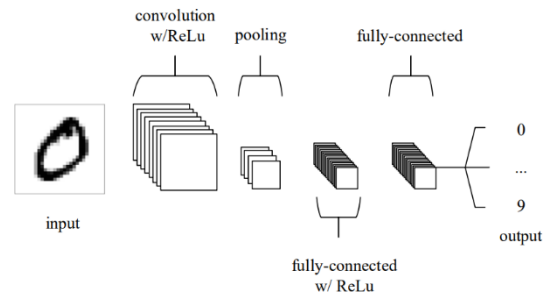 convolution
w/ReLu
pooling
fully-connected
0
...
9
input
output
fully-connected
w/ ReLu